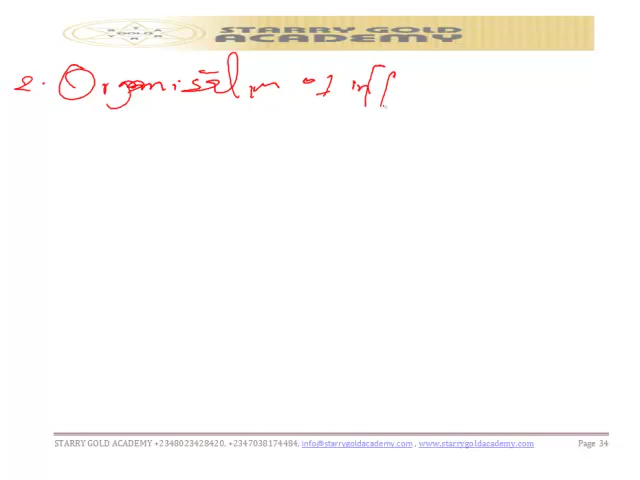 STARRY GOLD
ACADEMY
2. Organisation of inf
STARRY GOLD ACADEMY +2348023428420, +2347038174484, info@starrygoldacademy.com , www.starrygoldacademy.com Page 34